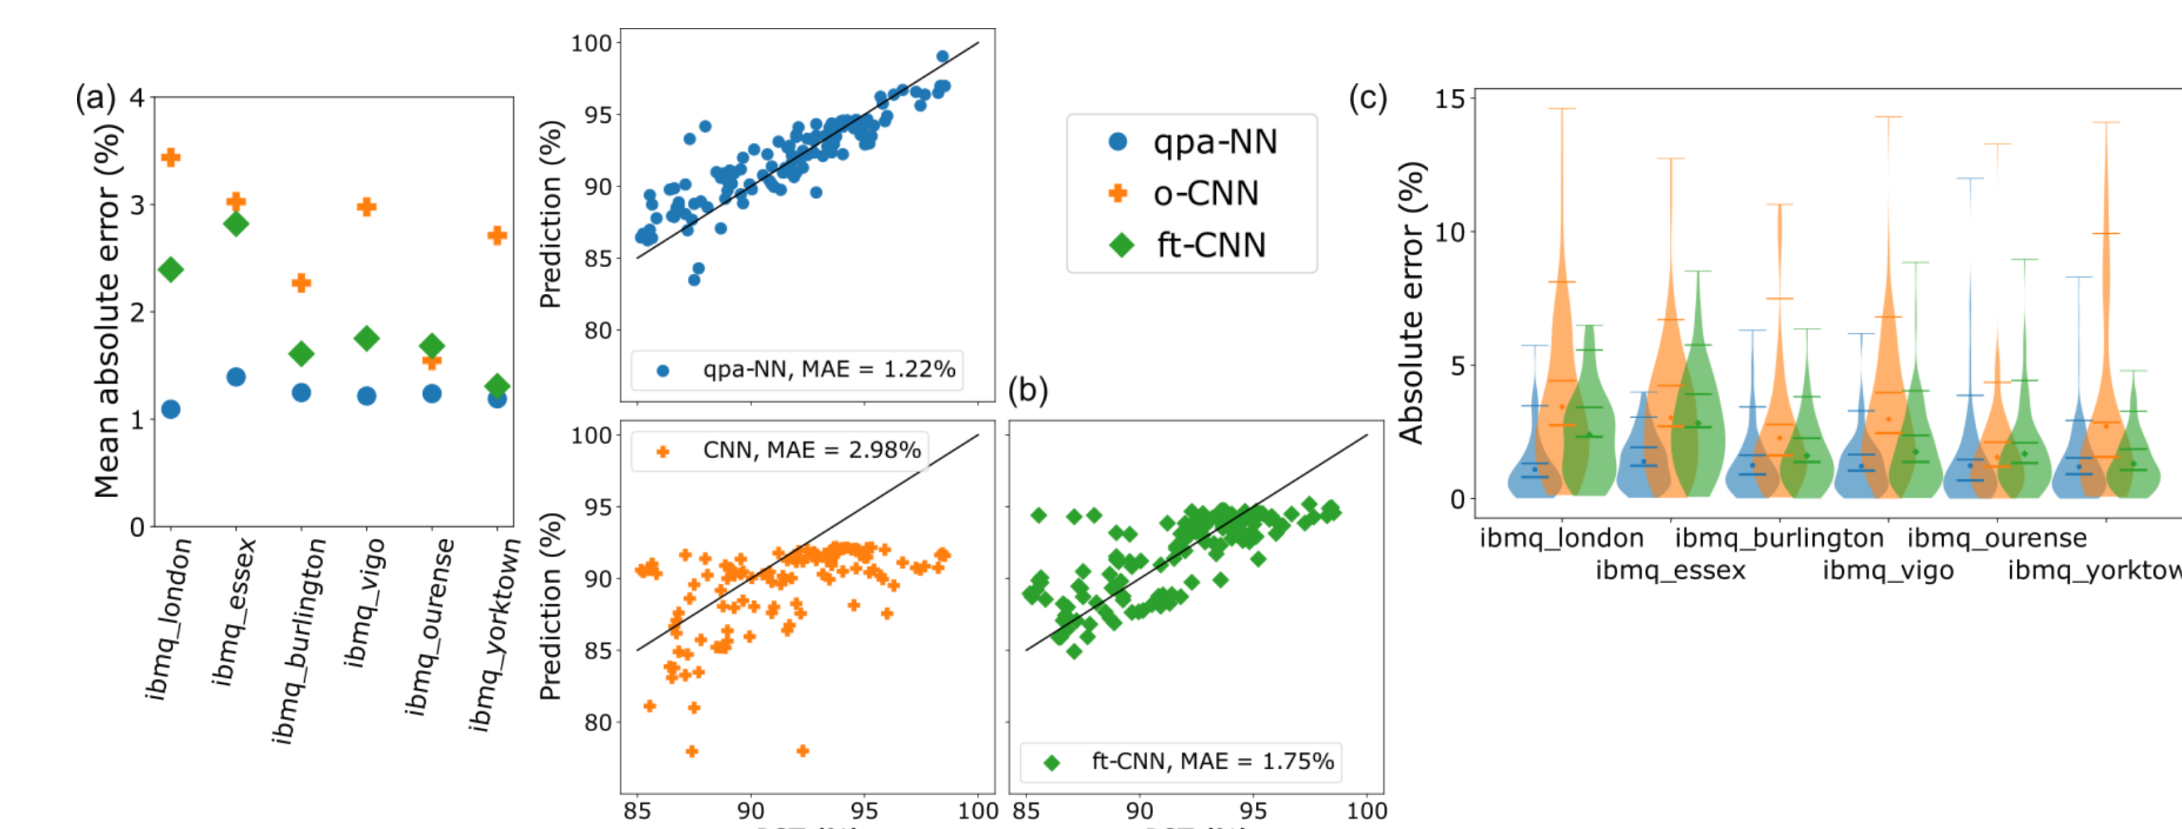 (a)
Mean absolute error (%)
4
3
2
1
0
ibmq_london
ibmq_essex
ibmq_burlington
ibmq_vigo
ibmq_ourense
ibmq_yorktown
Prediction (%)
100
95
90
85
80
qpa-NN, MAE = 1.22%
qpa-NN
o-CNN
ft-CNN
(b)
Prediction (%)
100
95
90
85
80
CNN, MAE = 2.98%
85
90
95
100
ft-CNN, MAE = 1.75%
85
90
95
100
(c)
Absolute error (%)
15
10
5
0
ibmq_london ibmq_burlington ibmq_ourense
ibmq_essex ibmq_vigo